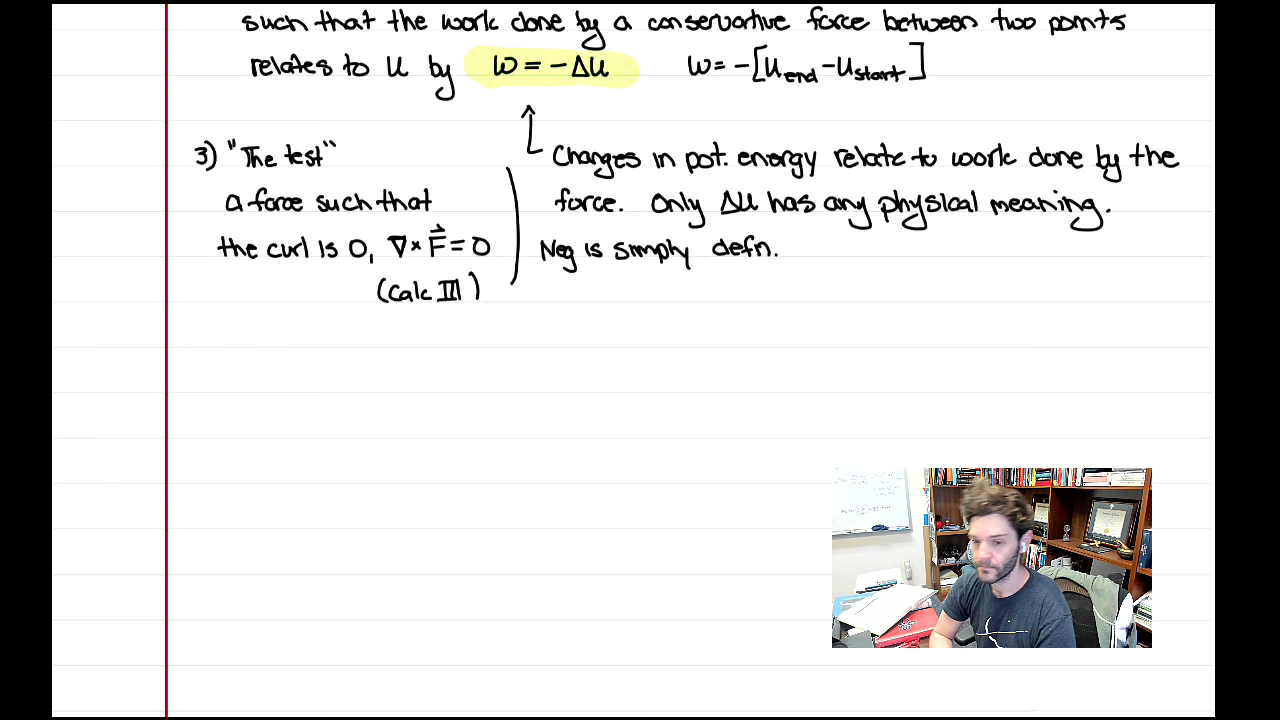 such that the work done by a conservative force between two points
relates to U by W = -ΔU W= -[U_end - U_start]
3) "The test"
a force such that
the curl is 0, ∇×F⃗ = 0
(Calc III)
Changes in pot. energy relate to work done by the
force. Only ΔU has any physical meaning.
Neg is simply defn.